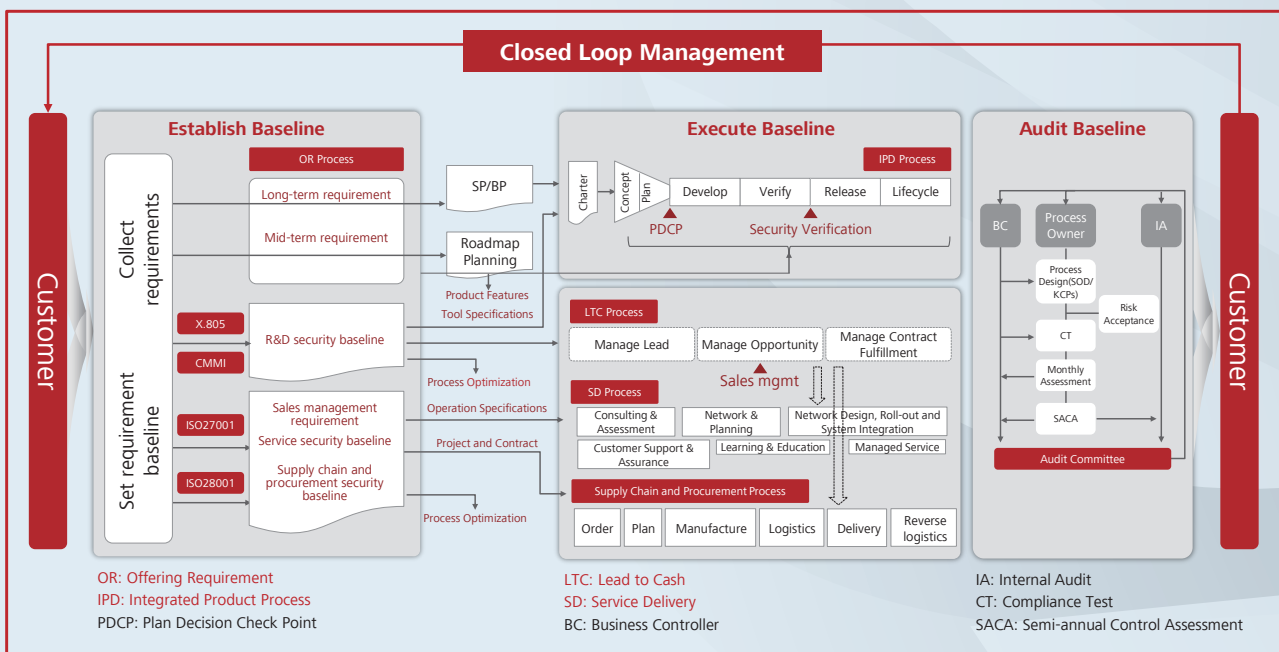 Closed Loop Management
Customer
Establish Baseline
Collect
requirements
Set requirement
baseline
OR Process
Long-term requirement
Mid-term requirement
X.805
CMMI
R&D security baseline
ISO27001
ISO28001
Sales management
requirement
Service security baseline
Supply chain and
procurement security
baseline
SP/BP
Roadmap
Planning
Product Features
Tool Specifications
Process Optimization
Operation Specifications
Project and Contract
Process Optimization
Execute Baseline
IPD Process
Charter
Concept
Plan
Develop
Verify
Release
Lifecycle
PDCP
Security Verification
LTC Process
Manage Lead
Manage Opportunity
Manage Contract
Fulfillment
Sales mgmt
SD Process
Consulting &
Assessment
Network &
Planning
Network Design, Roll-out and
System Integration
Customer Support &
Assurance
Learning & Education
Managed Service
Supply Chain and Procurement Process
Order
Plan
Manufacture
Logistics
Delivery
Reverse
logistics
Audit Baseline
BC
Process
Owner
IA
Process
Design(SOD/
KCPs)
Risk
Acceptance
CT
Monthly
Assessment
SACA
Audit Committee
Customer
OR: Offering Requirement
IPD: Integrated Product Process
PDCP: Plan Decision Check Point
LTC: Lead to Cash
SD: Service Delivery
BC: Business Controller
IA: Internal Audit
CT: Compliance Test
SACA: Semi-annual Control Assessment